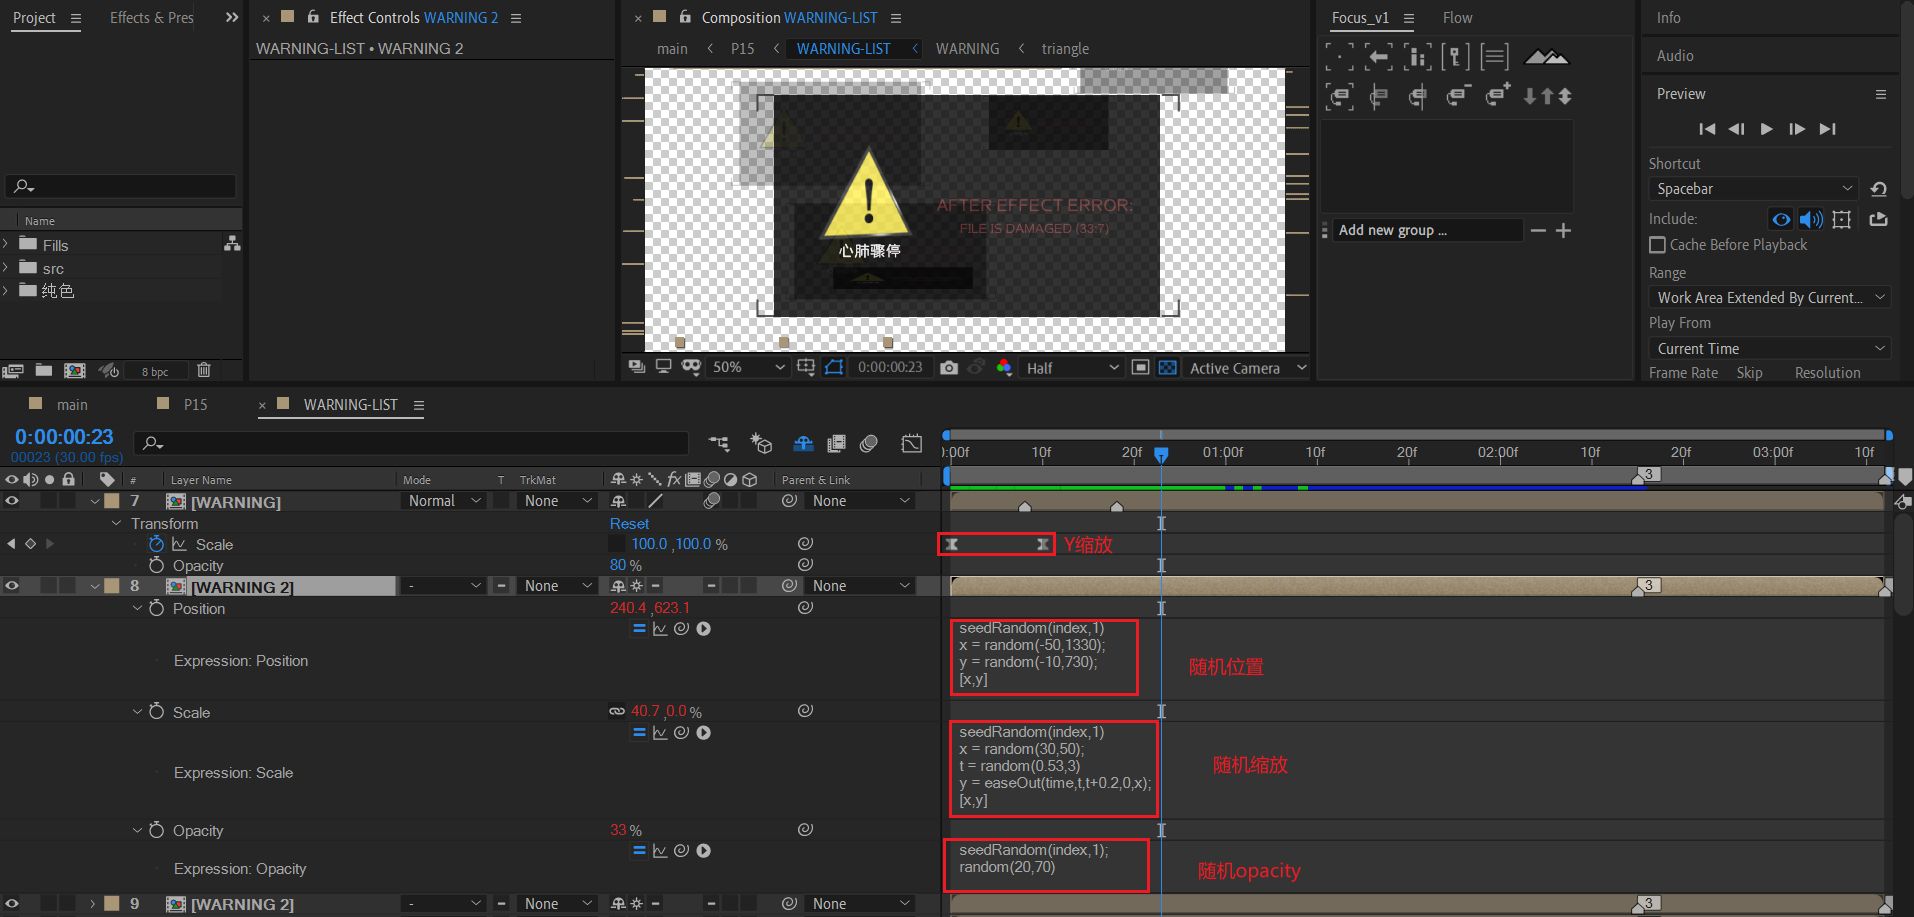 Project
Effects & Pres
Effect Controls WARNING 2
Composition WARNING-LIST
Focus_v1
Flow
Info
WARNING-LIST • WARNING 2
main
P15
WARNING-LIST
WARNING
triangle
Audio
Preview
AFTER EFFECT ERROR:
FILE IS DAMAGED (33:7)
心肺骤停
Shortcut
Spacebar
Include:
Cache Before Playback
Range
Work Area Extended By Current...
Play From
Current Time
Frame Rate
Skip
Resolution
Add new group ...
Name
Fills
src
纯色
8 bpc
50%
0:00:00:23
Half
Active Camera
main
P15
WARNING-LIST
0:00:00:23
00023 (30.00 fps)
:00f
10f
20f
01:00f
10f
20f
02:00f
10f
20f
03:00f
10f
#
Layer Name
Mode
T
TrkMat
Parent & Link
3
7
[WARNING]
Normal
None
None
Transform
Reset
Scale
100.0 ,100.0 %
Y缩放
Opacity
80 %
8
[WARNING 2]
-
None
None
3
Position
240.4 ,623.1
Expression: Position
seedRandom(index,1)
x = random(-50,1330);
y = random(-10,730);
[x,y]
随机位置
Scale
40.7 ,0.0 %
Expression: Scale
seedRandom(index,1)
x = random(30,50);
t = random(0.53,3)
y = easeOut(time,t,t+0.2,0,x);
[x,y]
随机缩放
Opacity
33 %
Expression: Opacity
seedRandom(index,1);
random(20,70)
随机opacity
9
[WARNING 2]
-
None
None
3